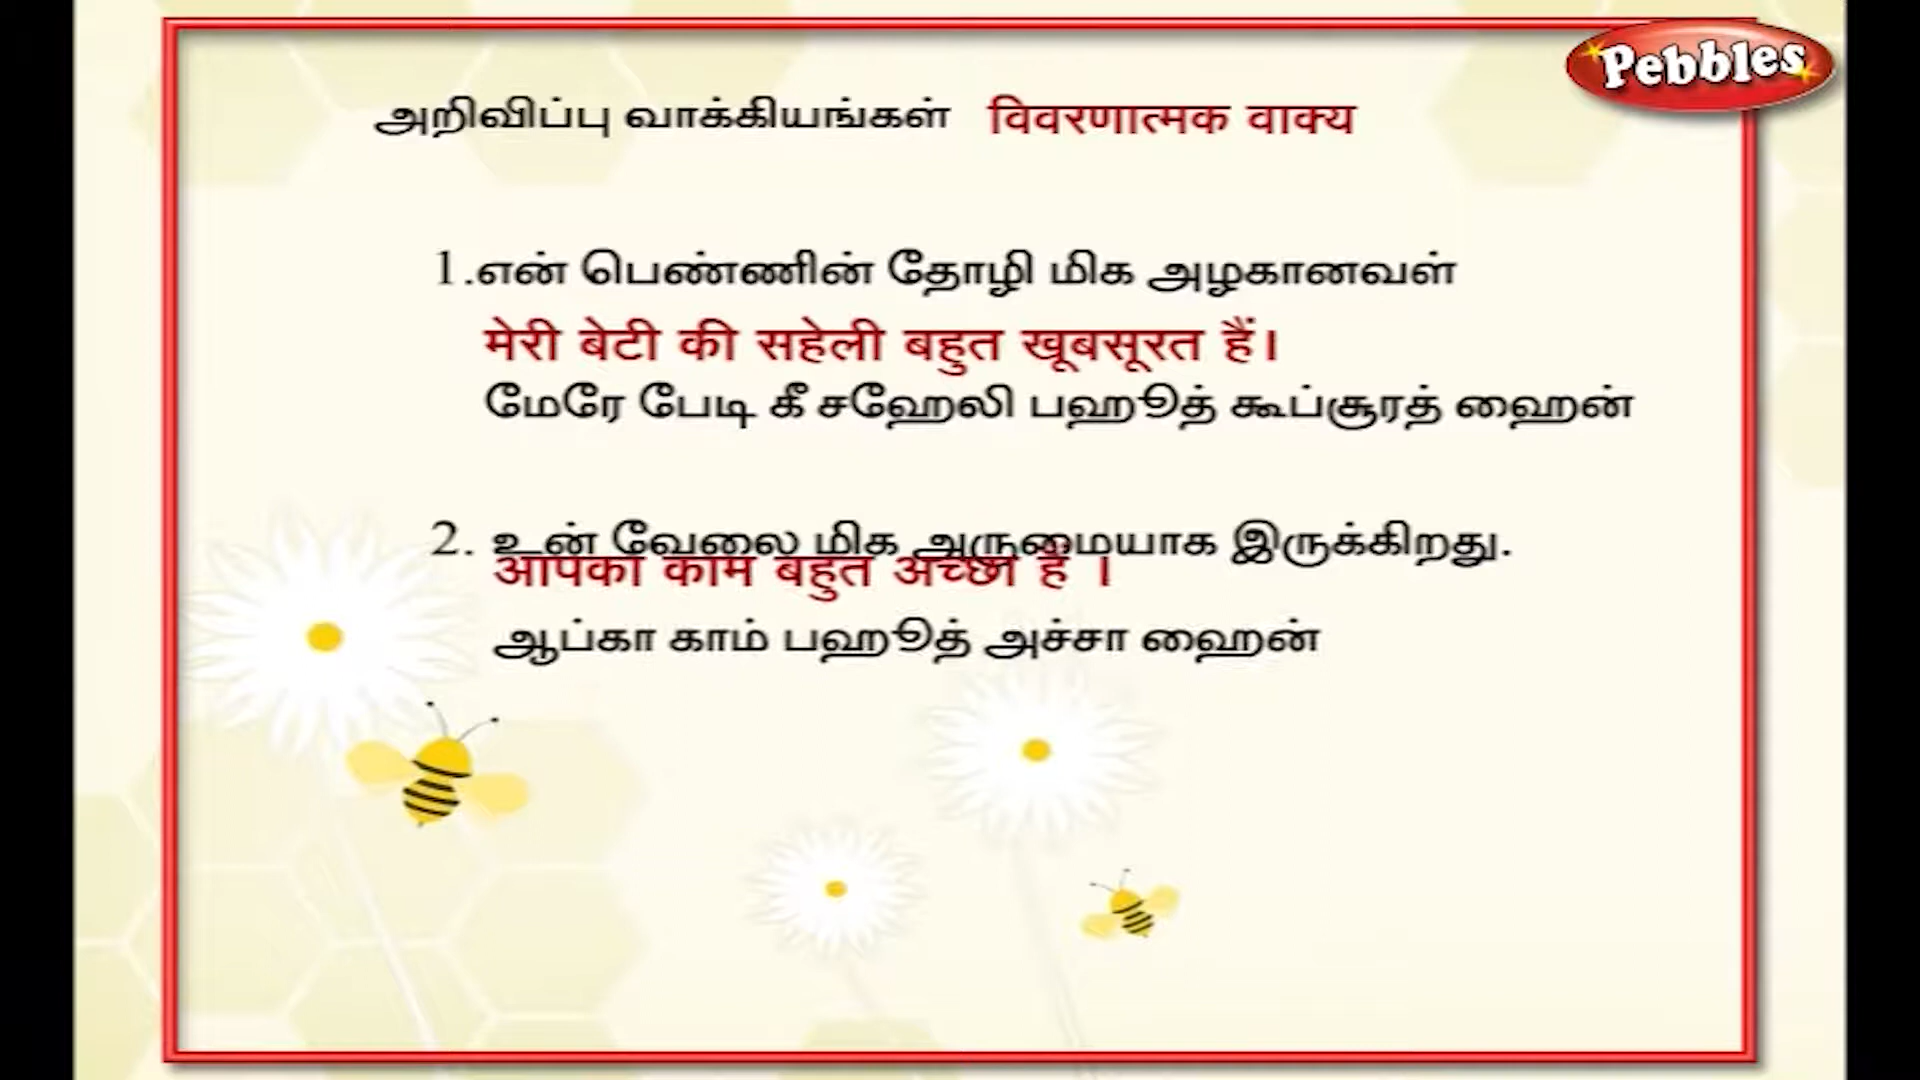 Pebbles
அறிவிப்பு வாக்கியங்கள் विवरणात्मक वाक्य
1.என் பெண்ணின் தோழி மிக அழகானவள்
मेरी बेटी की सहेली बहुत खूबसूरत हैं।
மேரே பேடி கீ சஹேலி பஹூத் கூப்சூரத் ஹைன்
2. உன் வேலை மிக அருமையாக இருக்கிறது.
आपका काम बहुत अच्छा है ।
ஆப்கா காம் பஹூத் அச்சா ஹைன்